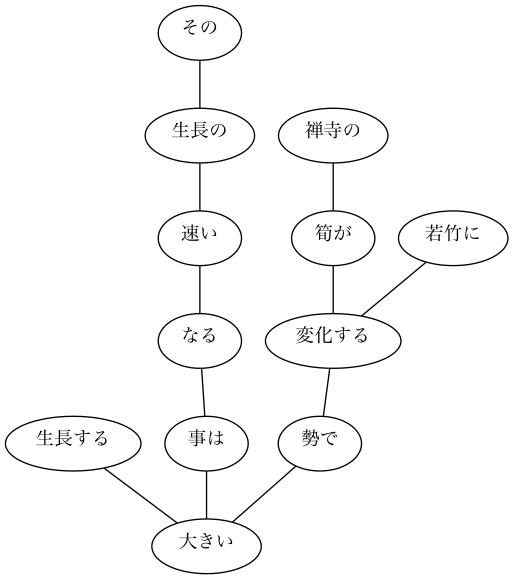 その
生長の
禅寺の
速い
筍が
若竹に
なる
変化する
生長する
事は
勢で
大きい